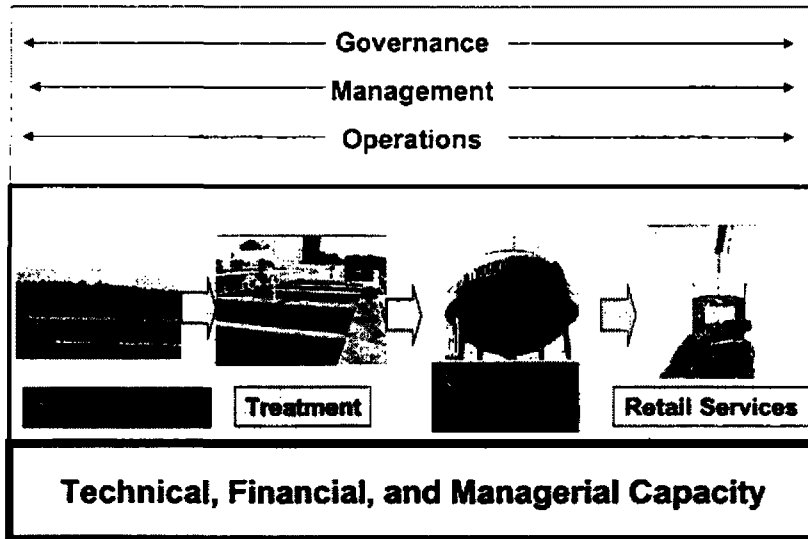 Governance
Management
Operations
Treatment
Retail Services
Technical, Financial, and Managerial Capacity